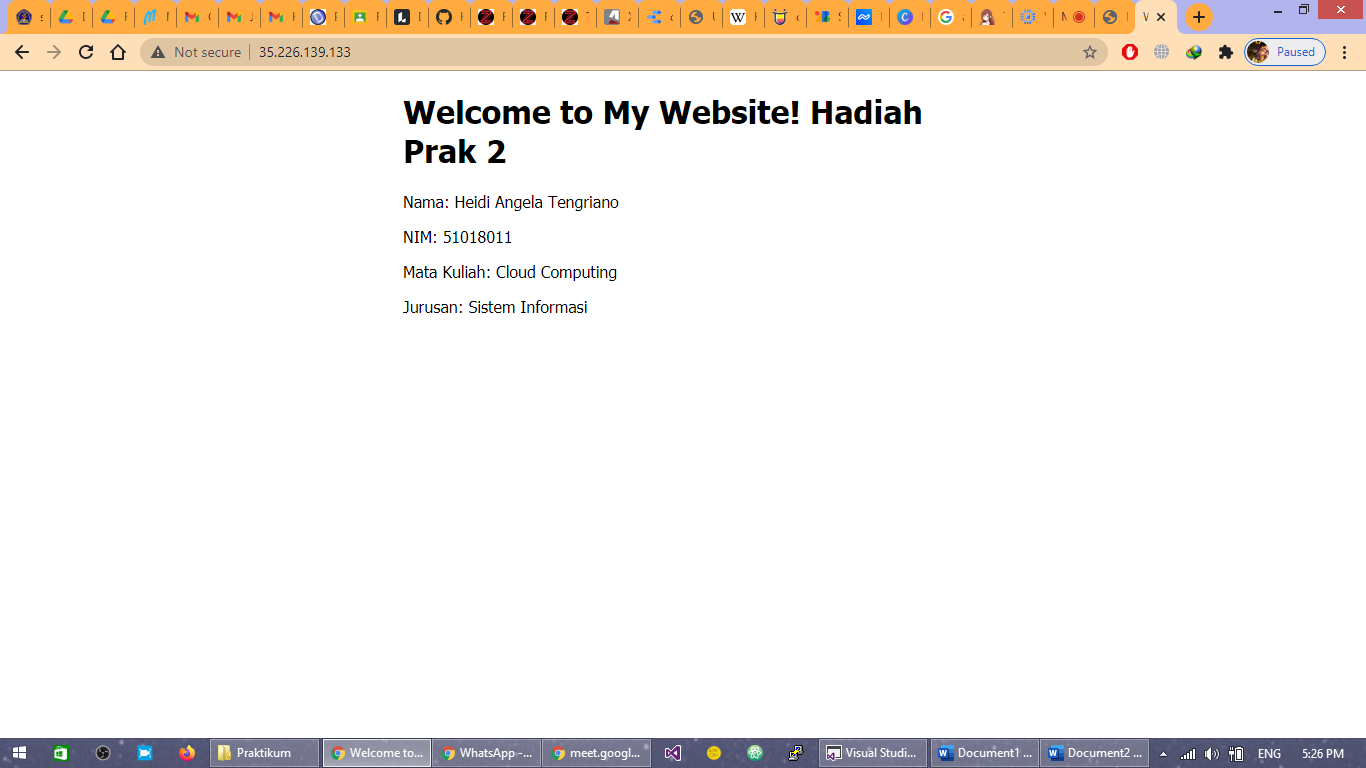 Not secure
35.226.139.133
Paused
Welcome to My Website! Hadiah
Prak 2
Nama: Heidi Angela Tengriano
NIM: 51018011
Mata Kuliah: Cloud Computing
Jurusan: Sistem Informasi
Praktikum
Welcome to...
WhatsApp -...
meet.googl...
Visual Studi...
Document1 ...
Document2 ...
ENG
5:26 PM